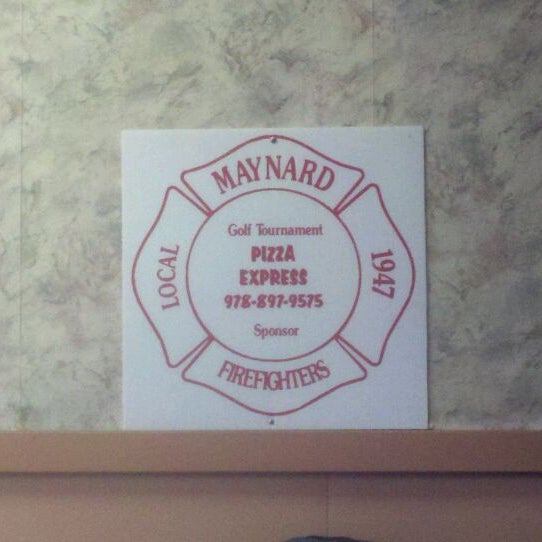 MAYNARD
LOCAL
1947
Golf Tournament
PIZZA
EXPRESS
978-897-9575
Sponsor
FIREFIGHTERS